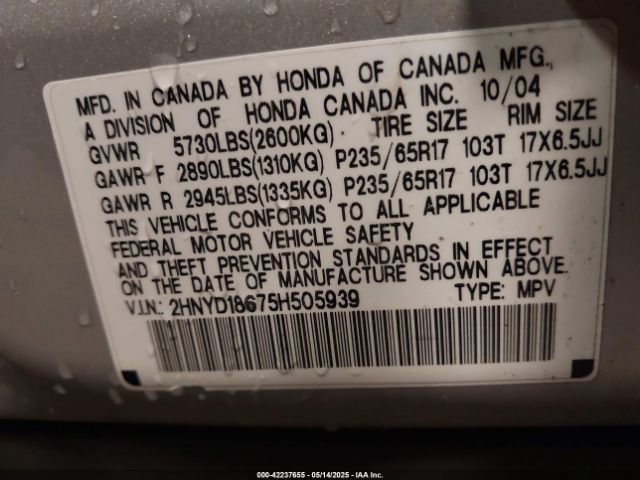 MFD. IN CANADA BY HONDA OF CANADA MFG.,
A DIVISION OF HONDA CANADA INC. 10/04
GVWR 5730LBS(2600KG) TIRE SIZE RIM SIZE
GAWR F 2890LBS(1310KG) P235/65R17 103T 17X6.5JJ
GAWR R 2945LBS(1335KG) P235/65R17 103T 17X6.5JJ
THIS VEHICLE CONFORMS TO ALL APPLICABLE
FEDERAL MOTOR VEHICLE SAFETY
AND THEFT PREVENTION STANDARDS IN EFFECT
ON THE DATE OF MANUFACTURE SHOWN ABOVE.
V.I.N.: 2HNYD18675H505939 TYPE: MPV
000-42237655 - 05/14/2025 - IAA Inc.